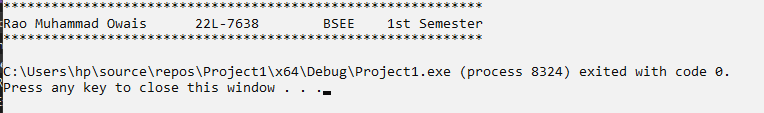 ************************************************************
Rao Muhammad Owais      22L-7638        BSEE    1st Semester
************************************************************
C:\Users\hp\source\repos\Project1\x64\Debug\Project1.exe (process 8324) exited with code 0.
Press any key to close this window . . .